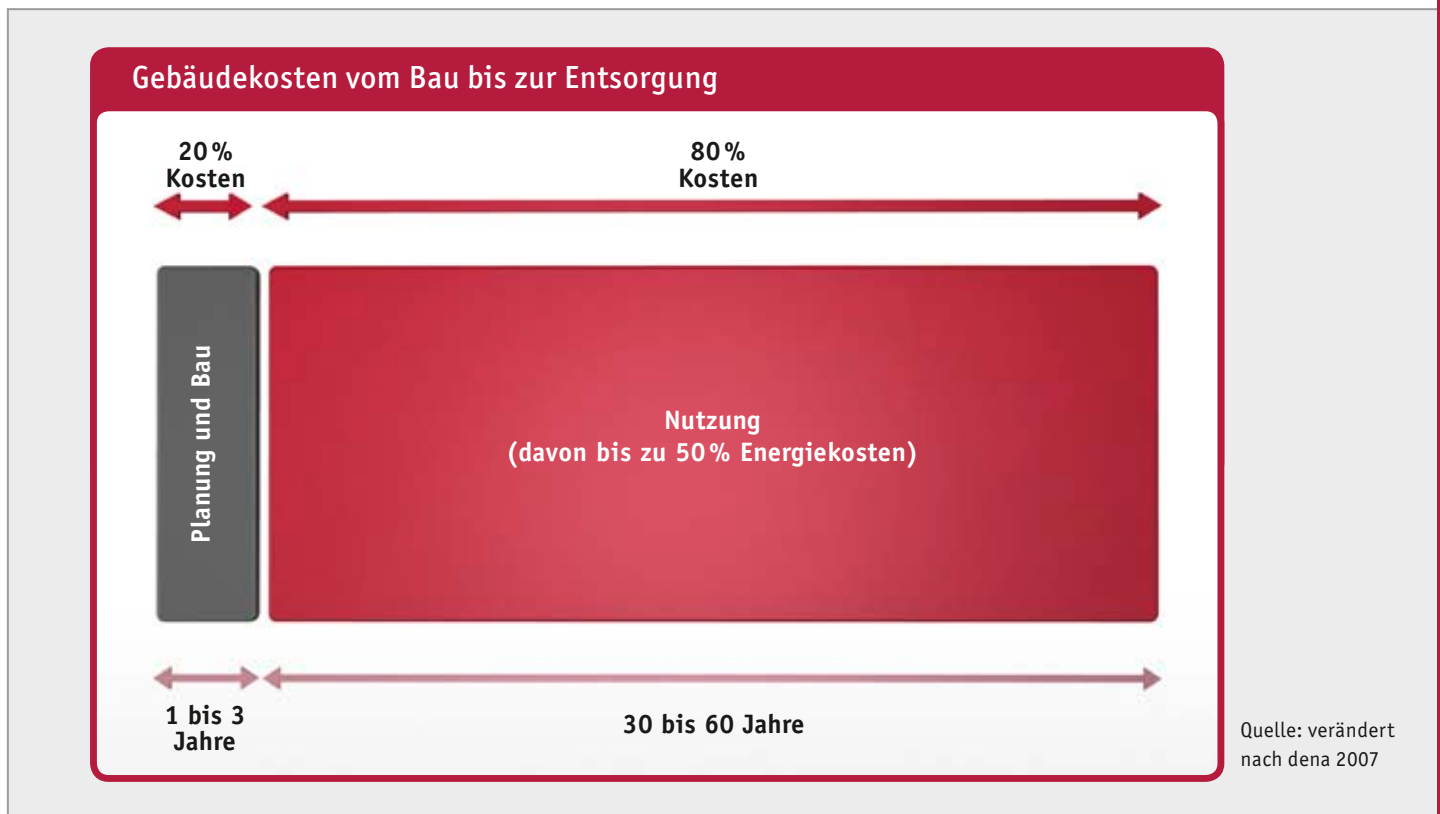 Gebäudekosten vom Bau bis zur Entsorgung
20 %
Kosten
80 %
Kosten
Planung und Bau
Nutzung
(davon bis zu 50 % Energiekosten)
1 bis 3
Jahre
30 bis 60 Jahre
Quelle: verändert
nach dena 2007